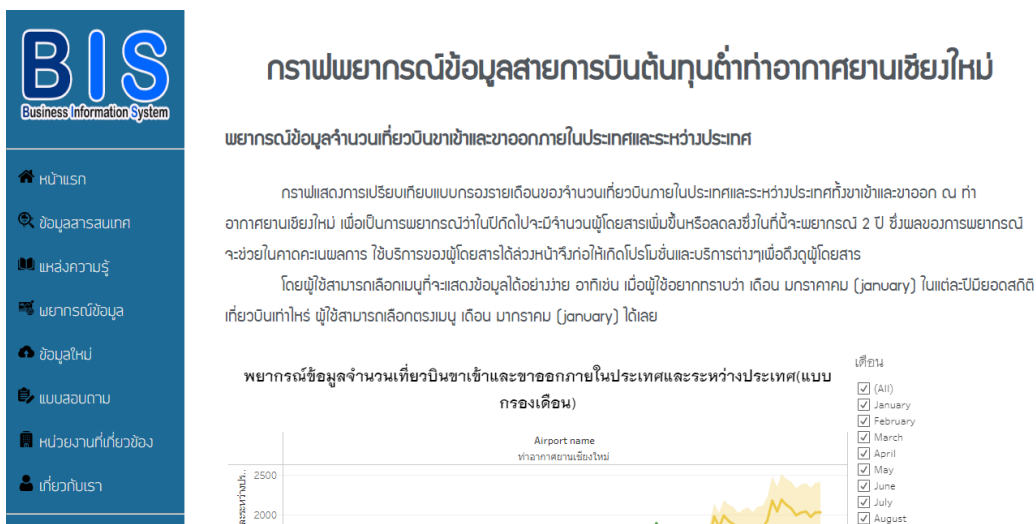 BIS
Business Information System
หน้าแรก
ข้อมูลสารสนเทศ
แหล่งความรู้
พยากรณ์ข้อมูล
ข้อมูลใหม่
แบบสอบถาม
หน่วยงานที่เกี่ยวข้อง
เกี่ยวกับเรา
กราฟพยากรณ์ข้อมูลสายการบินต้นทุนต่ำท่าอากาศยานเชียงใหม่
พยากรณ์ข้อมูลจำนวนเที่ยวบินขาเข้าและขาออกภายในประเทศและระหว่างประเทศ
กราฟแสดงการเปรียบเทียบแบบกรองรายเดือนของจำนวนเที่ยวบินภายในประเทศและระหว่างประเทศทั้งขาเข้าและขาออก ณ ท่า
อากาศยานเชียงใหม่ เพื่อเป็นการพยากรณ์ว่าในปีถัดไปจะมีจำนวนผู้โดยสารเพิ่มขึ้นหรือลดลงซึ่งในที่นี้จะพยากรณ์ 2 ปี ซึ่งผลของการพยากรณ์
จะช่วยในคาดคะเนผลการ ใช้บริการของผู้โดยสารได้ล่วงหน้าจึงก่อให้เกิดโปรโมชั่นและบริการต่างๆเพื่อดึงดูผู้โดยสาร
โดยผู้ใช้สามารถเลือกเมนูที่จะแสดงข้อมูลได้อย่างง่าย อาทิเช่น เมื่อผู้ใช้อยากทราบว่า เดือน มกราคาคม (january) ในแต่ละปีมียอดสถิติ
เที่ยวบินเท่าไหร่ ผู้ใช้สามารถเลือกตรงเมนู เดือน มากราคม (january) ได้เลย
พยากรณ์ข้อมูลจำนวนเที่ยวบินขาเข้าและขาออกภายในประเทศและระหว่างประเทศ(แบบ
กรองเดือน)
Airport name
ท่าอากาศยานเชียงใหม่
2500
2000
และระหว่างปร..
เดือน
(All)
January
February
March
April
May
June
July
August